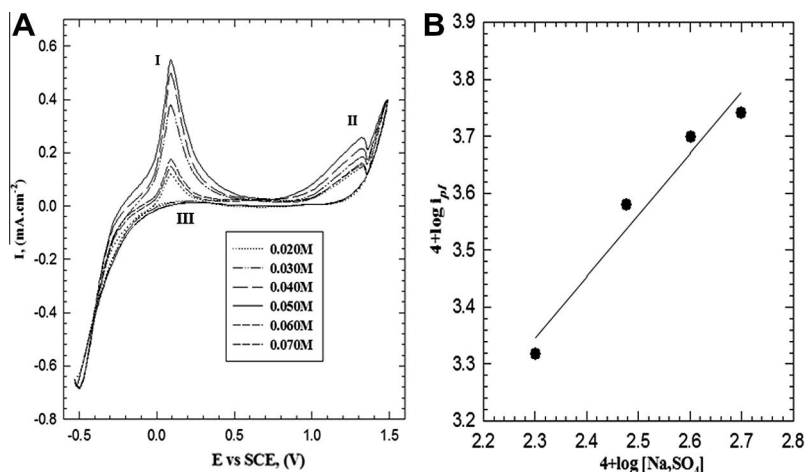 A
0.6
I
0.4
II
0.2
0.0
III
-0.2
-0.4
-0.6
-0.8
0.020M
0.030M
0.040M
0.050M
0.060M
0.070M
-0.5 0.0 0.5 1.0 1.5
I, (mA.cm⁻²)
E vs SCE, (V)
B
3.9
3.8
3.7
3.6
3.5
3.4
3.3
3.2
2.2 2.3 2.4 2.5 2.6 2.7 2.8
4+log i_pI
4+log [Na₂SO₄]